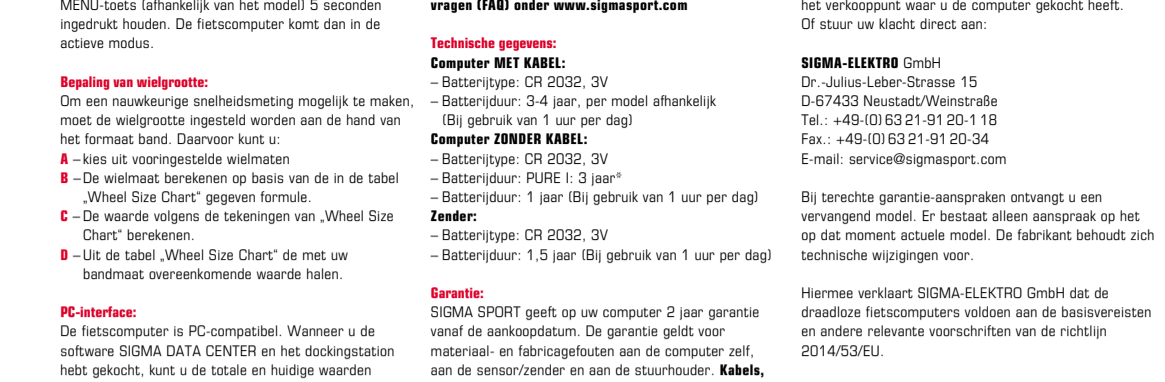 MENU-toets (afhankelijk van het model) 5 seconden
ingedrukt houden. De fietscomputer komt dan in de
actieve modus.
Bepaling van wielgrootte:
Om een nauwkeurige snelheidsmeting mogelijk te maken,
moet de wielgrootte ingesteld worden aan de hand van
het formaat band. Daarvoor kunt u:
A – kies uit vooringestelde wielmaten
B – De wielmaat berekenen op basis van de in de tabel
„Wheel Size Chart“ gegeven formule.
C – De waarde volgens de tekeningen van „Wheel Size
Chart“ berekenen.
D – Uit de tabel „Wheel Size Chart“ de met uw
bandmaat overeenkomende waarde halen.
PC-interface:
De fietscomputer is PC-compatibel. Wanneer u de
software SIGMA DATA CENTER en het dockingstation
hebt gekocht, kunt u de totale en huidige waarden
vragen (FAQ) onder www.sigmasport.com
Technische gegevens:
Computer MET KABEL:
– Batterijtype: CR 2032, 3V
– Batterijduur: 3-4 jaar, per model afhankelijk
(Bij gebruik van 1 uur per dag)
Computer ZONDER KABEL:
– Batterijtype: CR 2032, 3V
– Batterijduur: PURE I: 3 jaar*
– Batterijduur: 1 jaar (Bij gebruik van 1 uur per dag)
Zender:
– Batterijtype: CR 2032, 3V
– Batterijduur: 1,5 jaar (Bij gebruik van 1 uur per dag)
Garantie:
SIGMA SPORT geeft op uw computer 2 jaar garantie
vanaf de aankoopdatum. De garantie geldt voor
materiaal- en fabricagefouten aan de computer zelf,
aan de sensor/zender en aan de stuurhouder. Kabels,
het verkooppunt waar u de computer gekocht heeft.
Of stuur uw klacht direct aan:
SIGMA-ELEKTRO GmbH
Dr.-Julius-Leber-Strasse 15
D-67433 Neustadt/Weinstraße
Tel.: +49-(0) 63 21-91 20-1 18
Fax.: +49-(0) 63 21-91 20-34
E-mail: service@sigmasport.com
Bij terechte garantie-aanspraken ontvangt u een
vervangend model. Er bestaat alleen aanspraak op het
op dat moment actuele model. De fabrikant behoudt zich
technische wijzigingen voor.
Hiermee verklaart SIGMA-ELEKTRO GmbH dat de
draadloze fietscomputers voldoen aan de basisvereisten
en andere relevante voorschriften van de richtlijn
2014/53/EU.